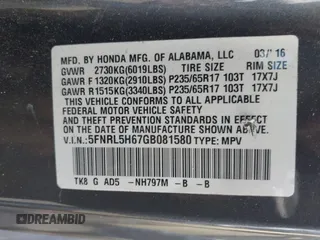 MFD. BY HONDA MFG. OF ALABAMA, LLC 03/16
GVWR 2730KG(6019LBS) TIRE SIZE RIM SIZE
GAWR F 1320KG(2910LBS) P235/65R17 103T 17X7J
GAWR R 1515KG(3340LBS) P235/65R17 103T 17X7J
THIS VEHICLE CONFORMS TO ALL APPLICABLE
FEDERAL MOTOR VEHICLE SAFETY AND
THEFT PREVENTION STANDARDS IN EFFECT ON
THE DATE OF MANUFACTURE SHOWN ABOVE.
V.I.N.: 5FNRL5H67GB081580 TYPE: MPV
TK8 G AD5 -NH797M -B -B
DREAMBID